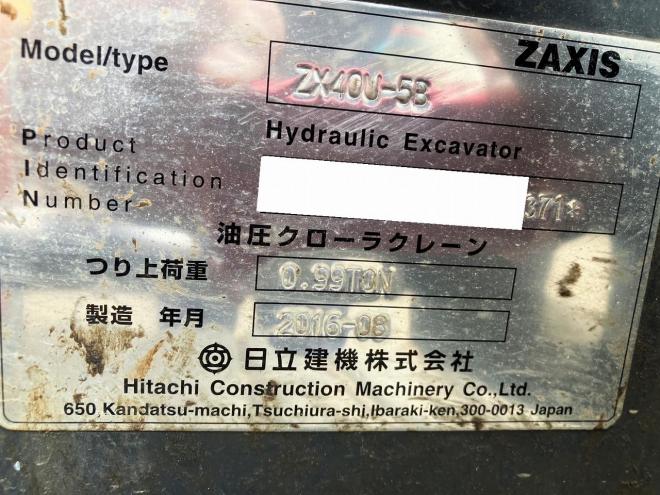 ZAXIS
Model/type ZX40U-5B
Hydraulic Excavator
Product
Identification
Number 371*
油圧クローラクレーン
つり上荷重 0.99TON
製造 年月 2016-08
日立建機株式会社
Hitachi Construction Machinery Co.,Ltd.
650,Kandatsu-machi,Tsuchiura-shi,Ibaraki-ken,300-0013 Japan